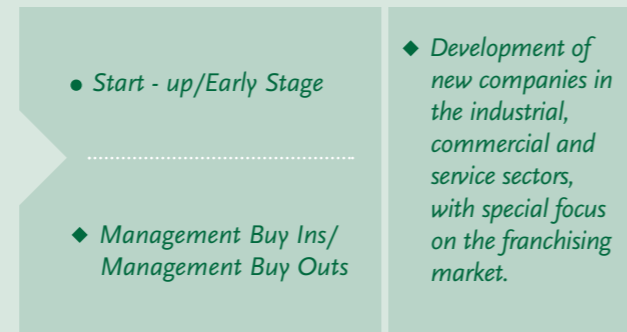 ● Start - up/Early Stage
◆ Management Buy Ins/
Management Buy Outs
◆ Development of
new companies in
the industrial,
commercial and
service sectors,
with special focus
on the franchising
market.